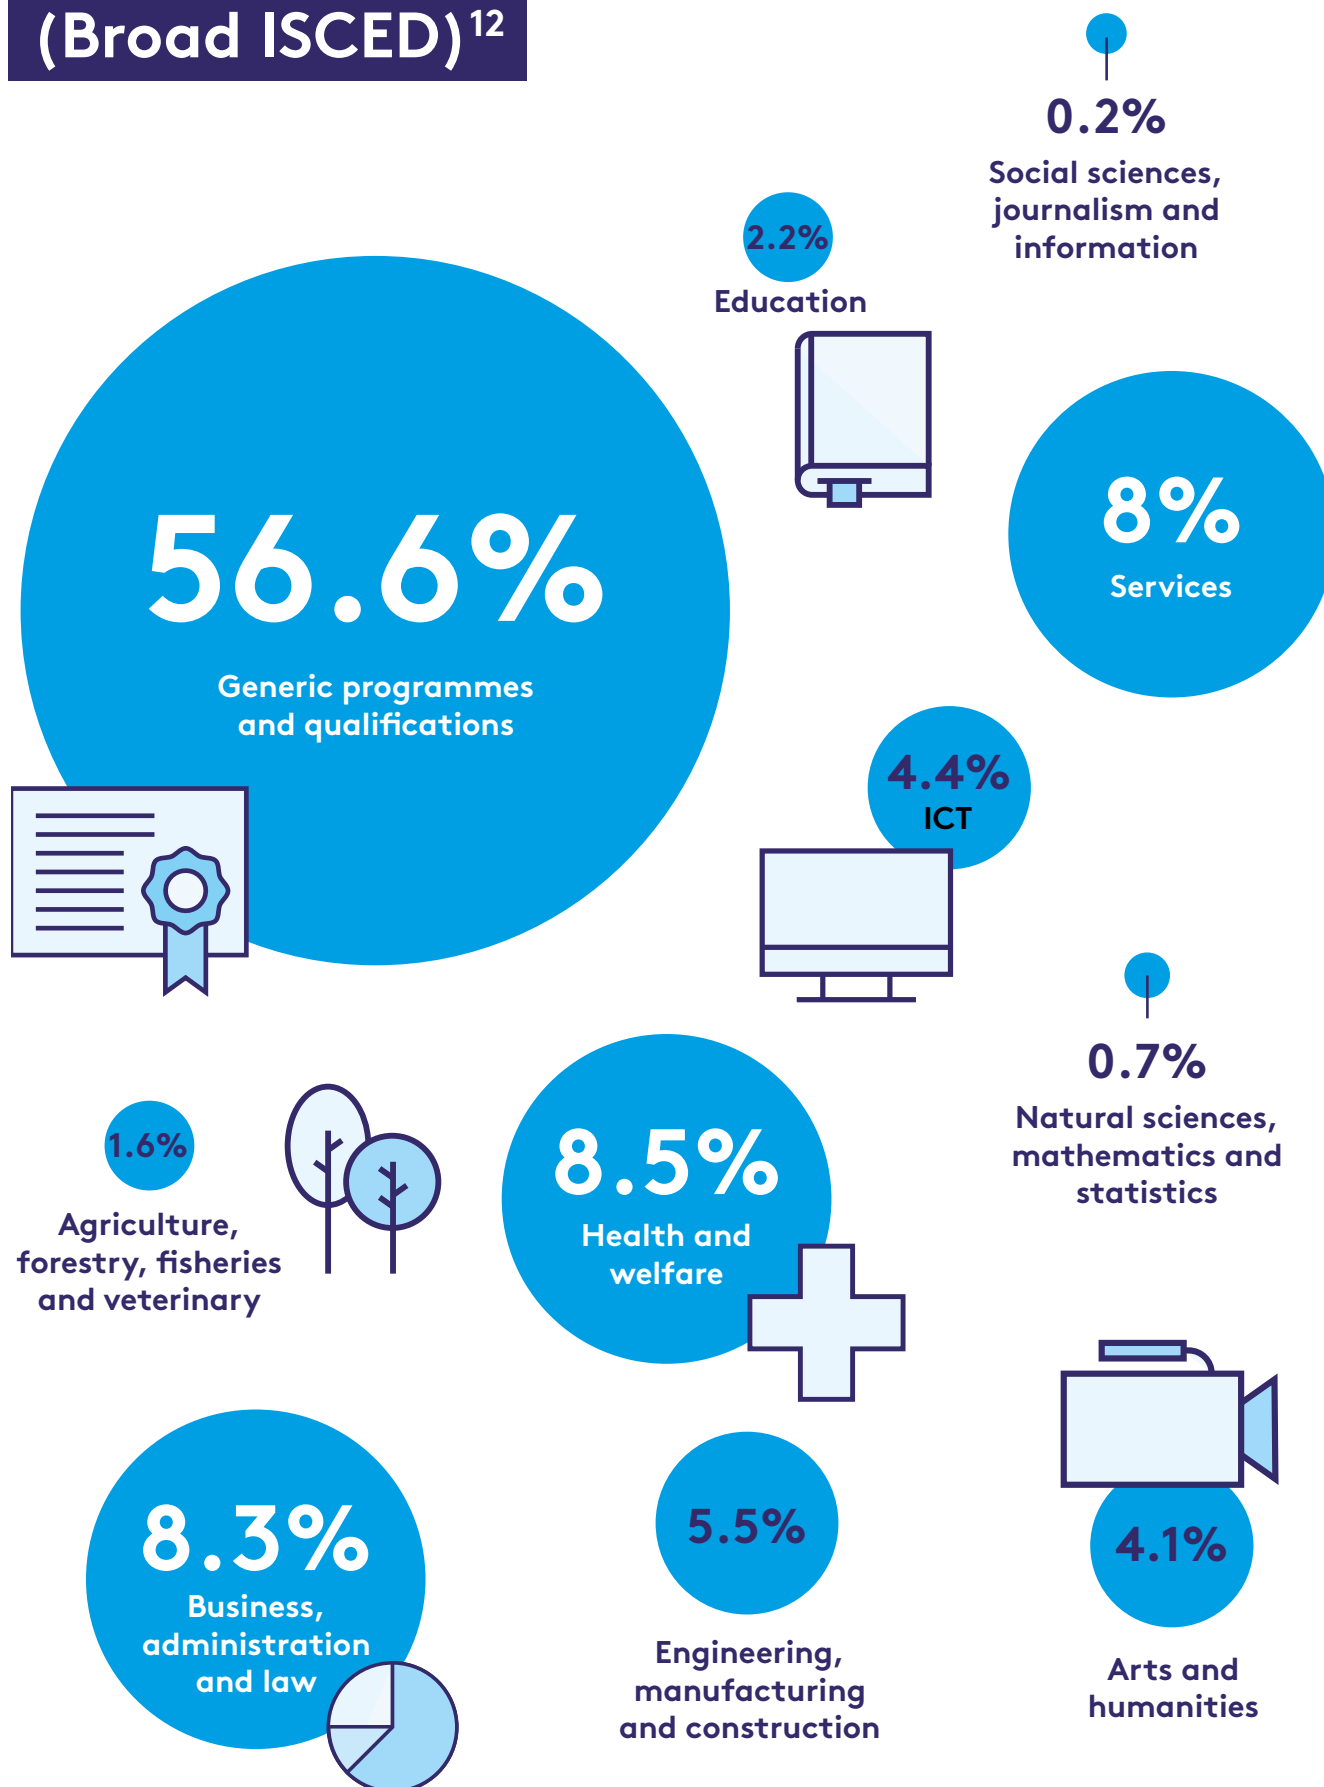 (Broad ISCED)12
0.2%
Social sciences,
journalism and
information
2.2%
Education
56.6%
Generic programmes
and qualifications
8%
Services
4.4%
ICT
0.7%
Natural sciences,
mathematics and
statistics
1.6%
Agriculture,
forestry, fisheries
and veterinary
8.5%
Health and
welfare
8.3%
Business,
administration
and law
5.5%
Engineering,
manufacturing
and construction
4.1%
Arts and
humanities